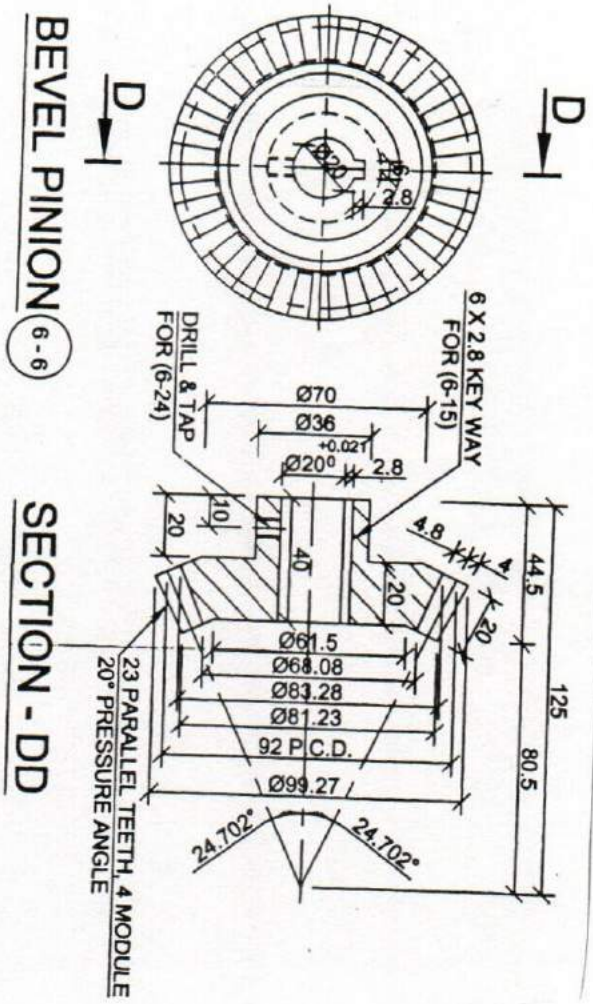 D
D
Ø20
6
2.8
BEVEL PINION 6-6
6 X 2.8 KEY WAY
FOR (6-15)
DRILL & TAP
FOR (6-24)
Ø70
Ø36
+0.021
Ø20⁰
2.8
10
20
40
20
4.8
4
20
44.5
80.5
125
Ø61.5
Ø68.08
Ø83.28
Ø81.23
92 P.C.D.
Ø99.27
24.702°
24.702°
23 PARALLEL TEETH, 4 MODULE
20° PRESSURE ANGLE
SECTION - DD